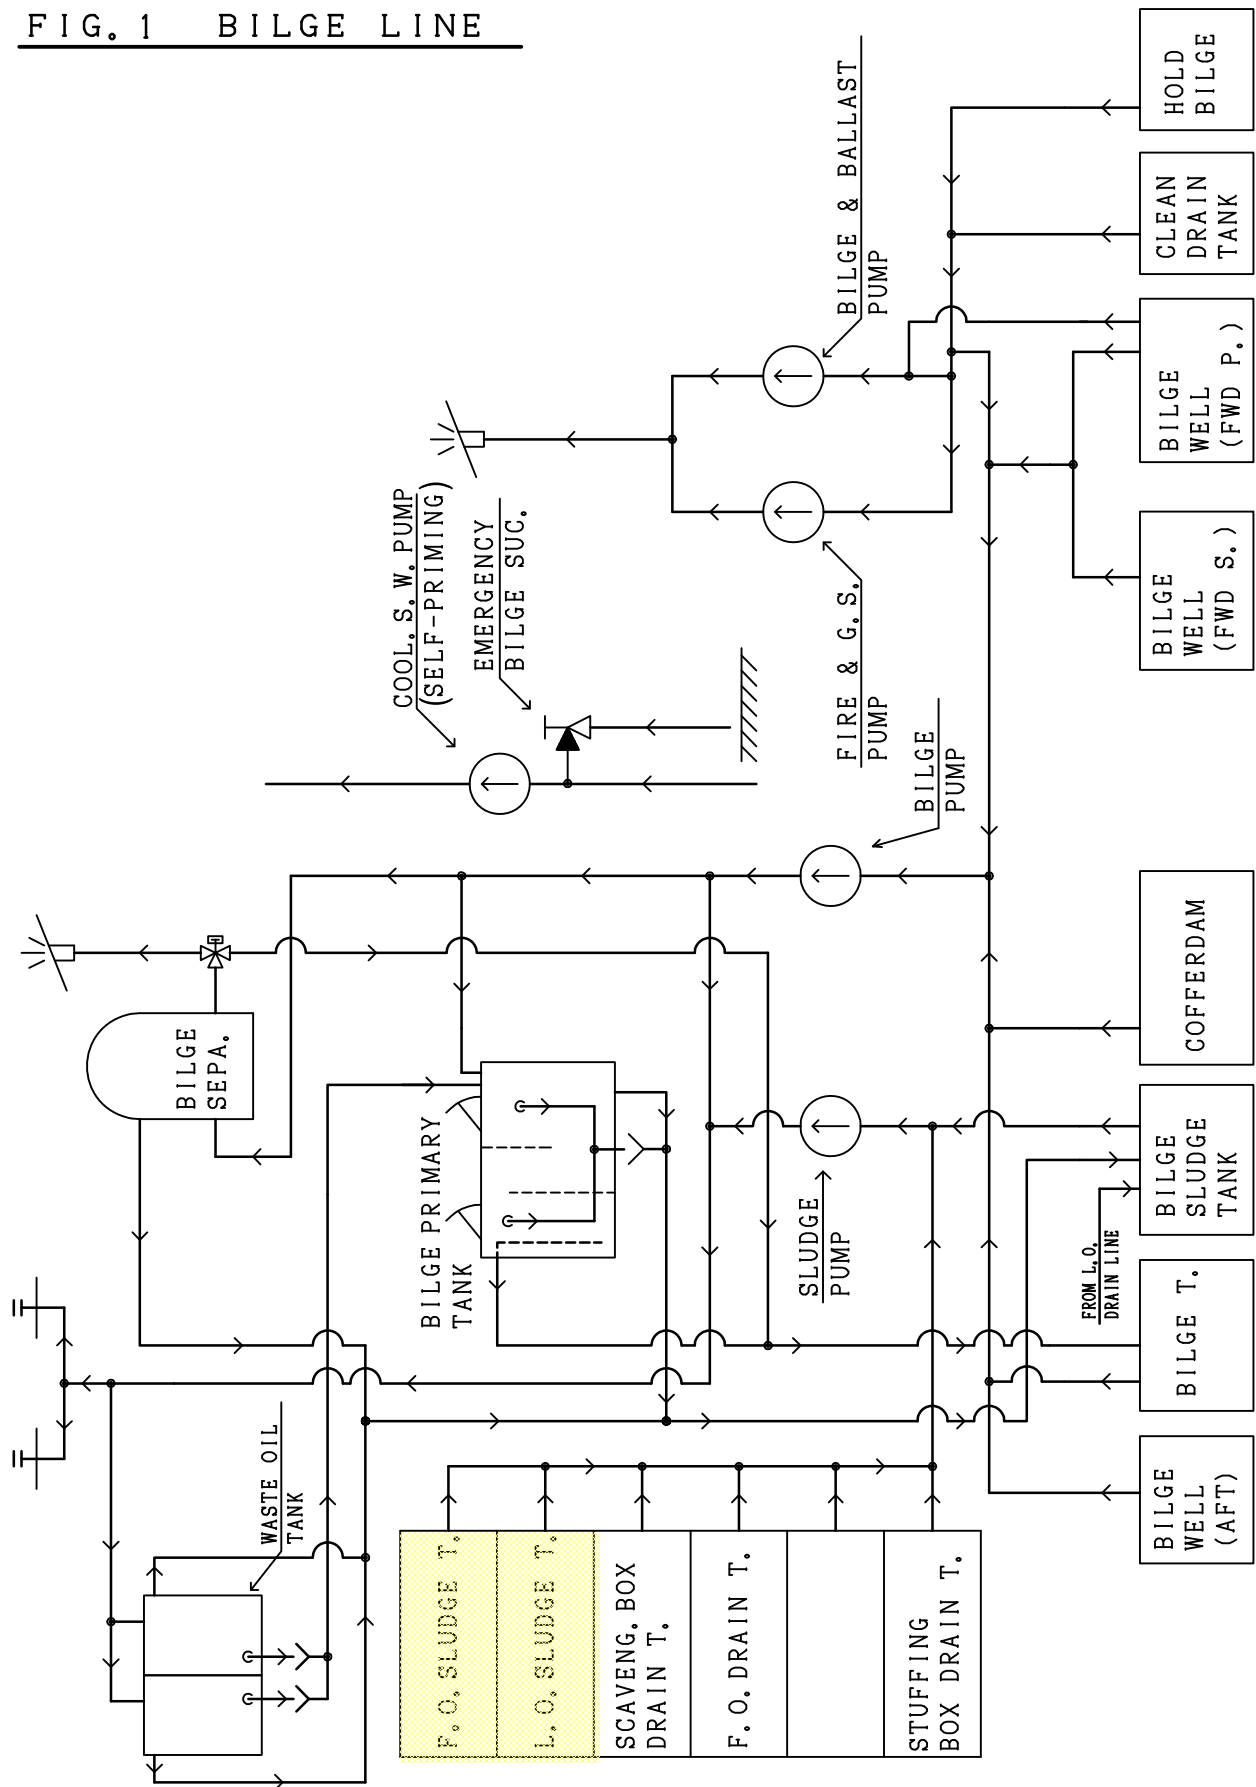 FIG. 1 BILGE LINE
HOLD
BILGE
CLEAN
DRAIN
TANK
BILGE
WELL
(FWD P.)
BILGE
WELL
(FWD S.)
BILGE & BALLAST
PUMP
FIRE & G.S.
PUMP
COOL.S.W.PUMP
(SELF-PRIMING)
EMERGENCY
BILGE SUC.
BILGE
PUMP
COFFERDAM
BILGE
SEPA.
BILGE PRIMARY
TANK
SLUDGE
PUMP
BILGE
SLUDGE
TANK
FROM L.O.
DRAIN LINE
BILGE T.
BILGE
WELL
(AFT)
WASTE OIL
TANK
F.O.SLUDGE T.
L.O.SLUDGE T.
SCAVENG.BOX
DRAIN T.
F.O.DRAIN T.
STUFFING
BOX DRAIN T.